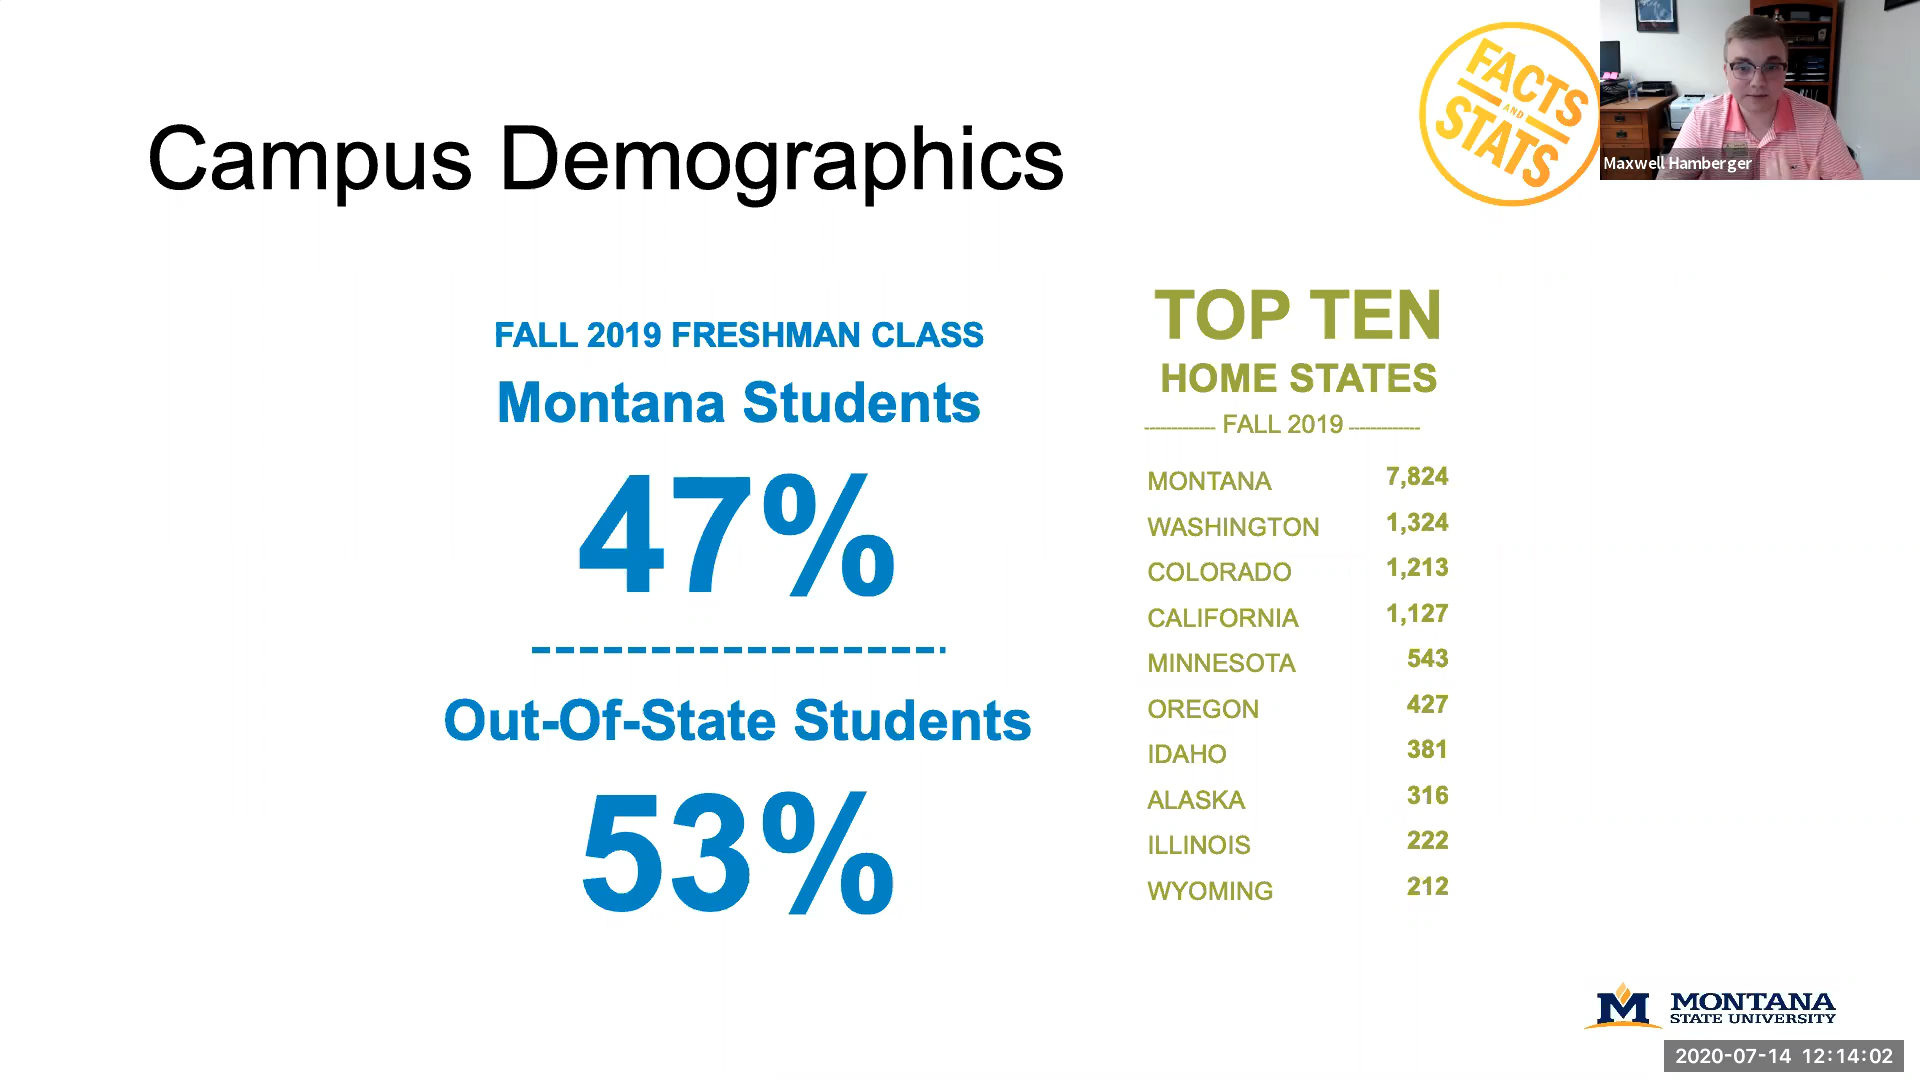 FACTS
AND
STATS
Maxwell Hamberger
Campus Demographics
FALL 2019 FRESHMAN CLASS
Montana Students
47%
Out-Of-State Students
53%
TOP TEN
HOME STATES
------------- FALL 2019 -------------
MONTANA 7,824
WASHINGTON 1,324
COLORADO 1,213
CALIFORNIA 1,127
MINNESOTA 543
OREGON 427
IDAHO 381
ALASKA 316
ILLINOIS 222
WYOMING 212
M MONTANA
STATE UNIVERSITY
2020-07-14 12:14:02